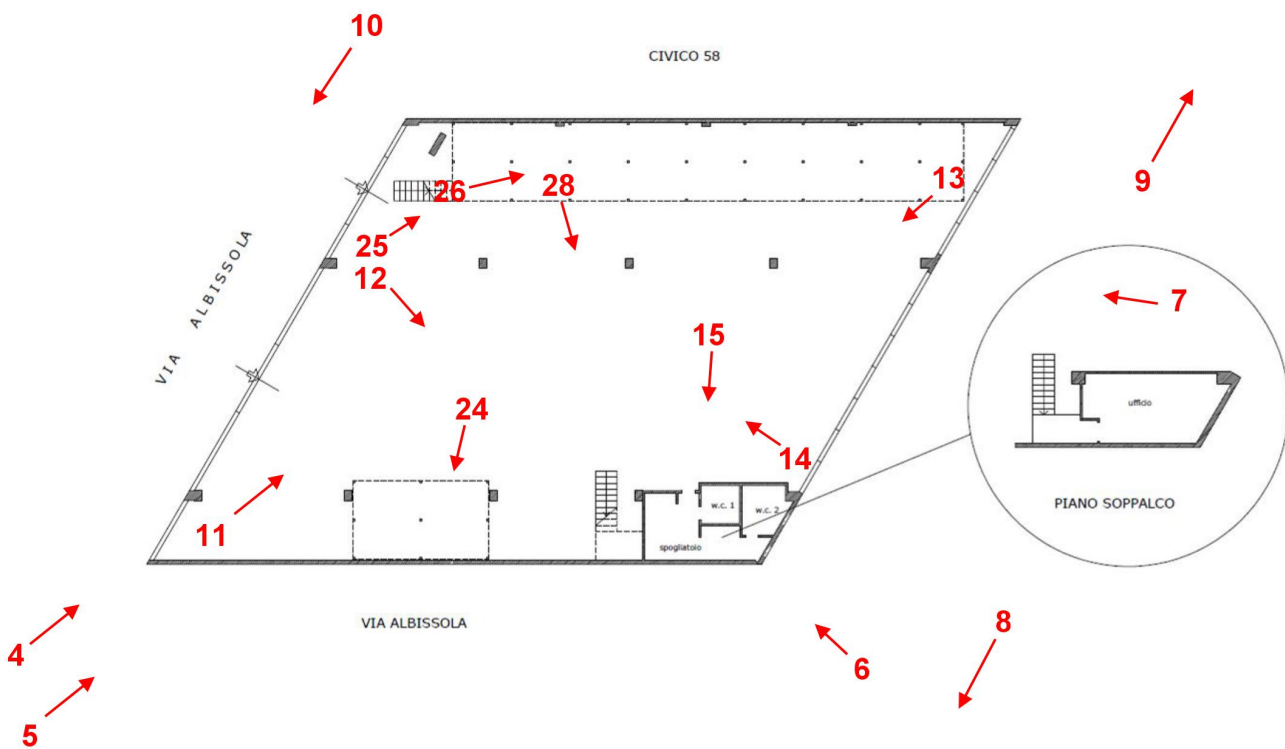 10
CIVICO 58
9
26
28
13
25
12
VIA ALBISSOLA
7
15
ufficio
24
14
PIANO SOPPALCO
w.c. 1
w.c. 2
11
spogliatoio
VIA ALBISSOLA
8
4
6
5